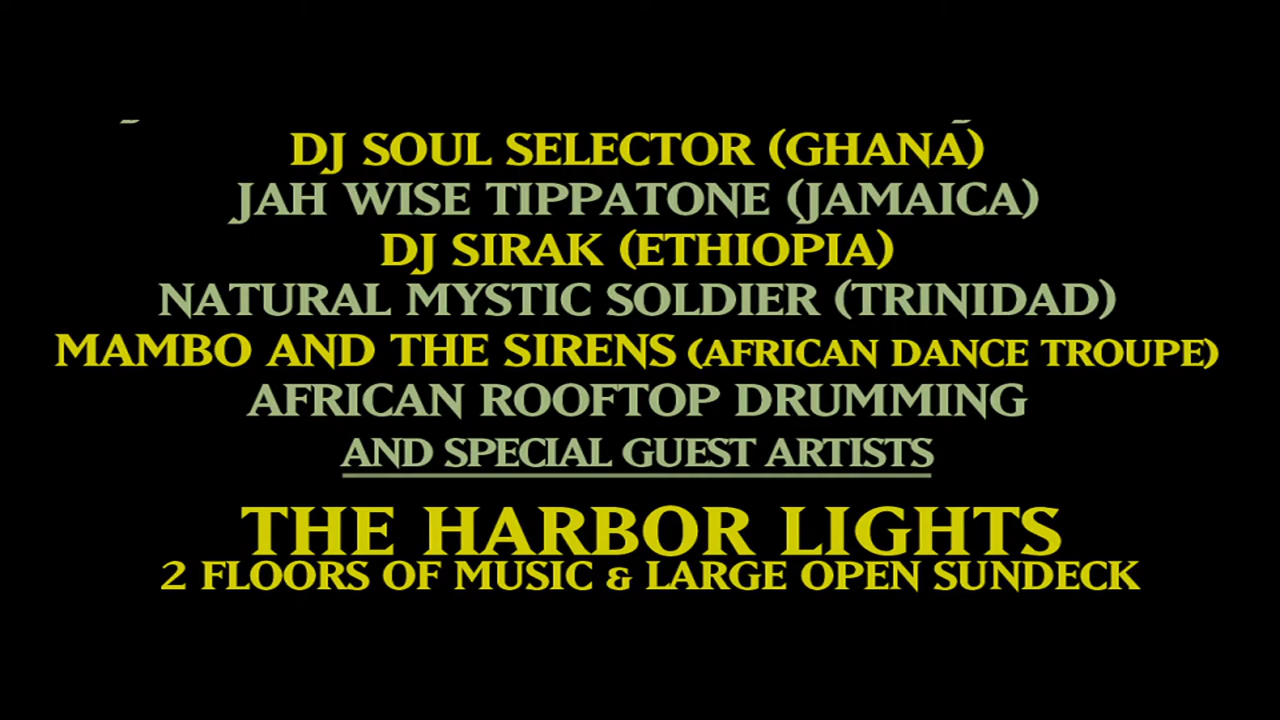 DJ SOUL SELECTOR (GHANA)
JAH WISE TIPPATONE (JAMAICA)
DJ SIRAK (ETHIOPIA)
NATURAL MYSTIC SOLDIER (TRINIDAD)
MAMBO AND THE SIRENS (AFRICAN DANCE TROUPE)
AFRICAN ROOFTOP DRUMMING
AND SPECIAL GUEST ARTISTS
THE HARBOR LIGHTS
2 FLOORS OF MUSIC & LARGE OPEN SUNDECK